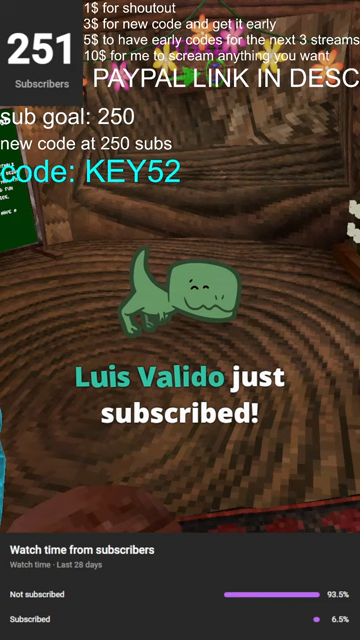 1$ for shoutout
3$ for new code and get it early
5$ to have early codes for the next 3 streams
10$ for me to scream anything you want
251
Subscribers
PAYPAL LINK IN DESC
sub goal: 250
new code at 250 subs
code: KEY52
Luis Valido just
subscribed!
Watch time from subscribers
Watch time · Last 28 days
Not subscribed 93.5%
Subscribed 6.5%